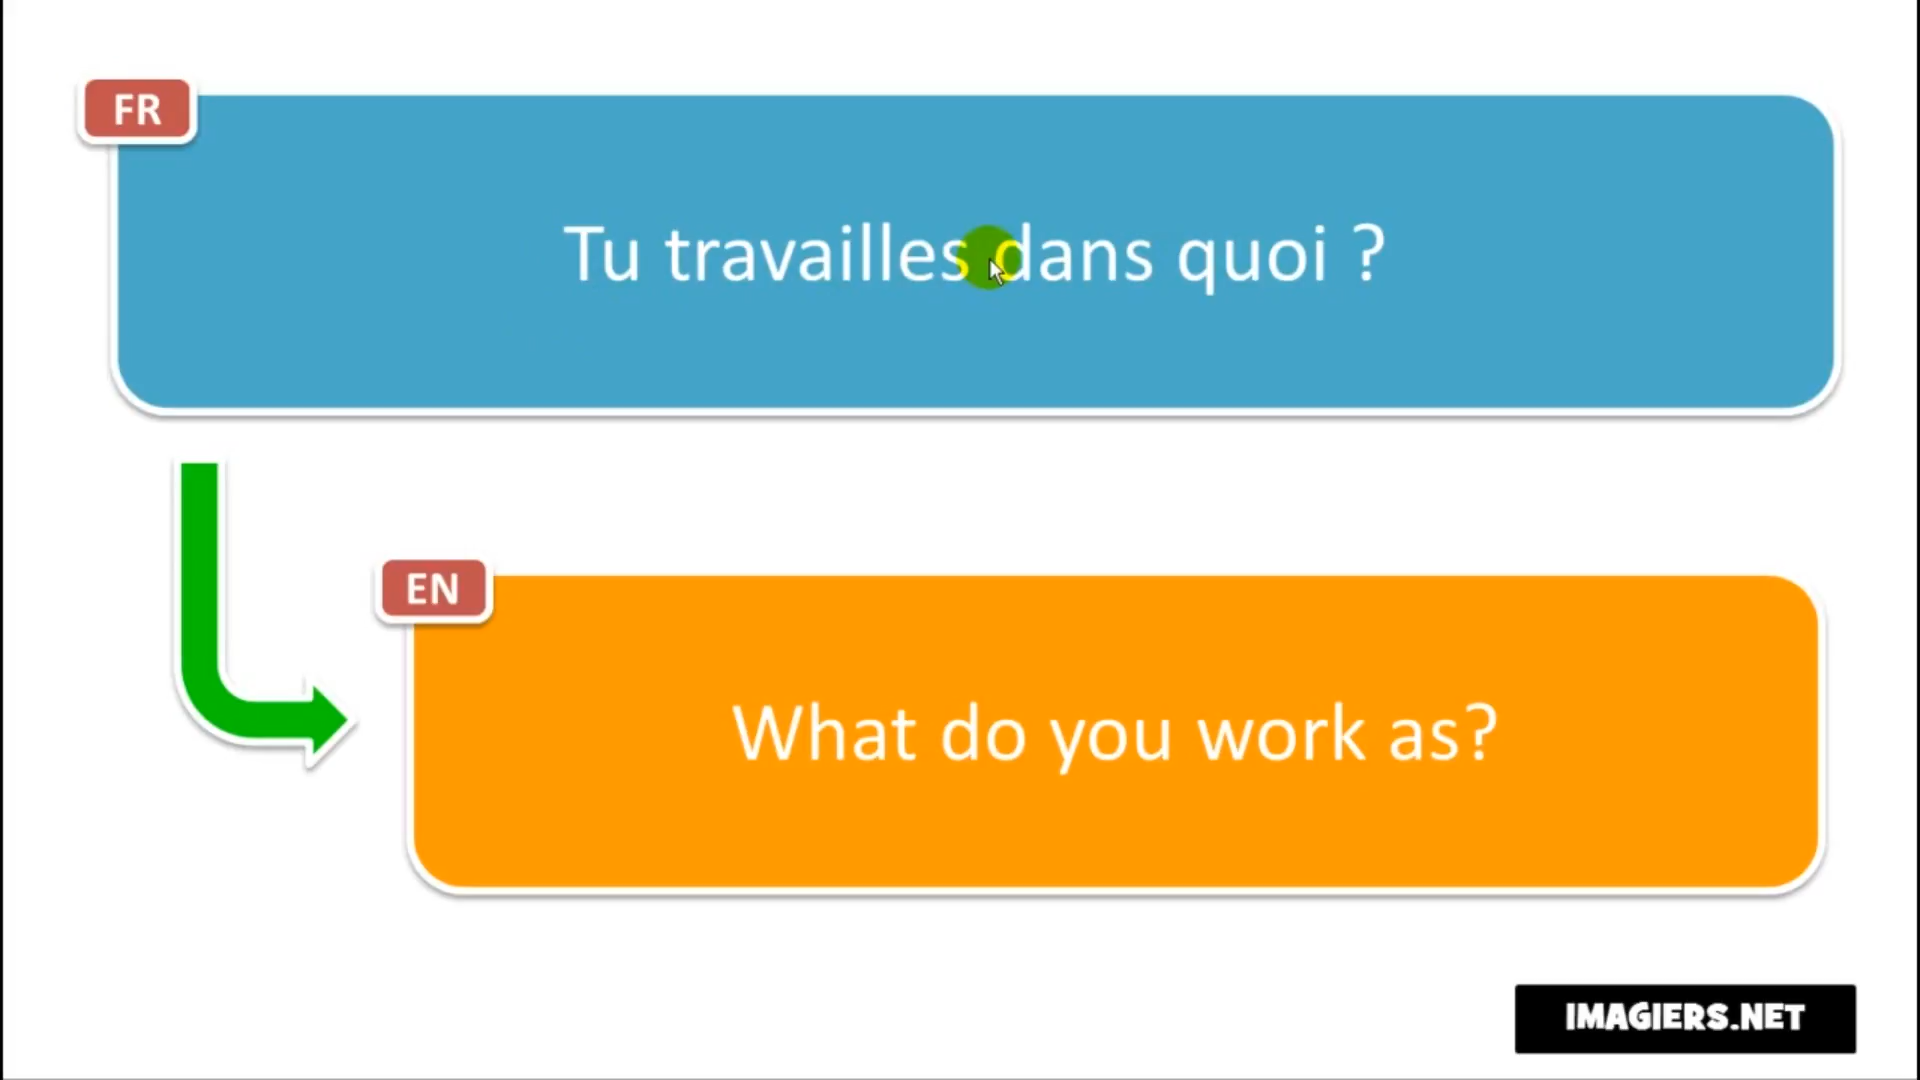 FR
Tu travailles dans quoi ?
EN
What do you work as?
IMAGIERS.NET